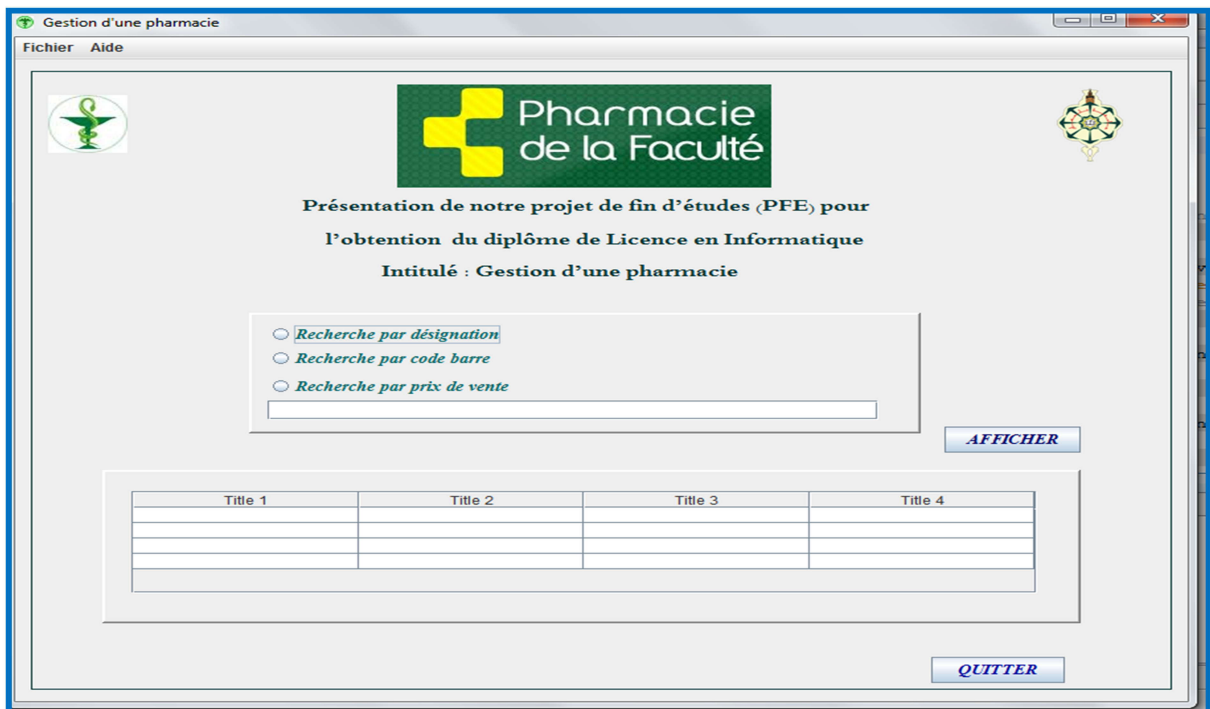 Gestion d'une pharmacie
Fichier Aide
Pharmacie
de la Faculté
Présentation de notre projet de fin d'études (PFE) pour
l'obtention du diplôme de Licence en Informatique
Intitulé : Gestion d'une pharmacie
Recherche par désignation
Recherche par code barre
Recherche par prix de vente
AFFICHER
Title 1 Title 2 Title 3 Title 4
QUITTER